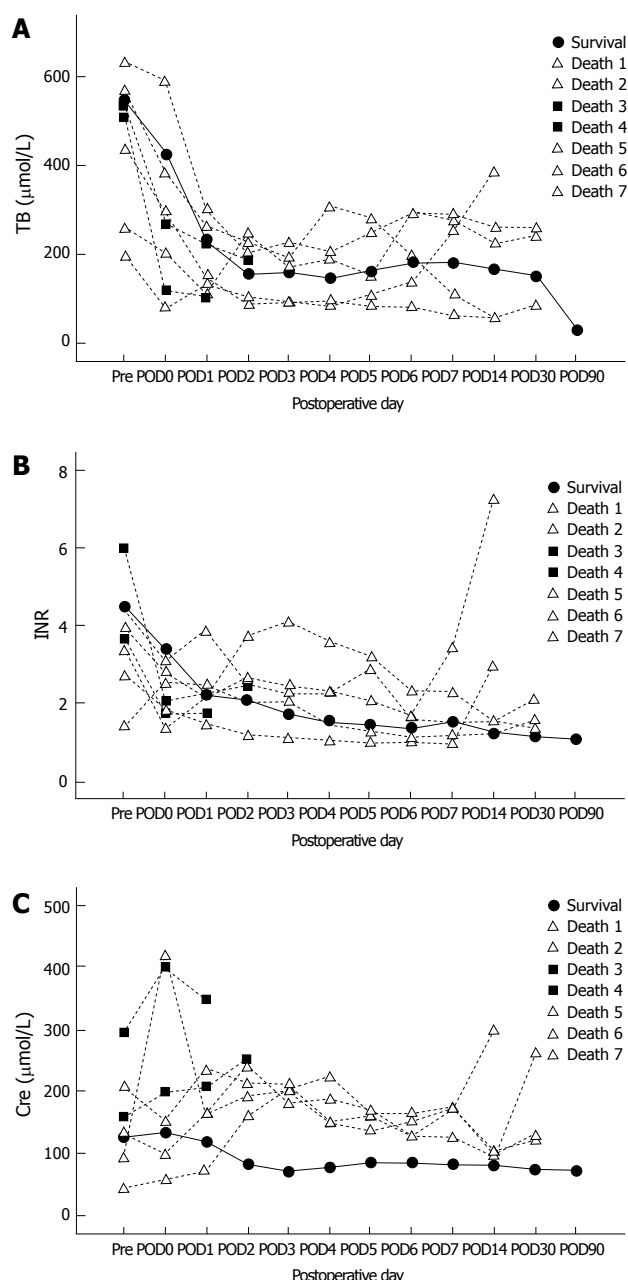 A
TB (μmol/L)
600
400
200
0
Survival
Death 1
Death 2
Death 3
Death 4
Death 5
Death 6
Death 7
Pre POD0 POD1 POD2 POD3 POD4 POD5 POD6 POD7 POD14 POD30 POD90
Postoperative day
B
INR
8
6
4
2
0
Survival
Death 1
Death 2
Death 3
Death 4
Death 5
Death 6
Death 7
Pre POD0 POD1 POD2 POD3 POD4 POD5 POD6 POD7 POD14 POD30 POD90
Postoperative day
C
Cre (μmol/L)
500
400
300
200
100
0
Survival
Death 1
Death 2
Death 3
Death 4
Death 5
Death 6
Death 7
Pre POD0 POD1 POD2 POD3 POD4 POD5 POD6 POD7 POD14 POD30 POD90
Postoperative day